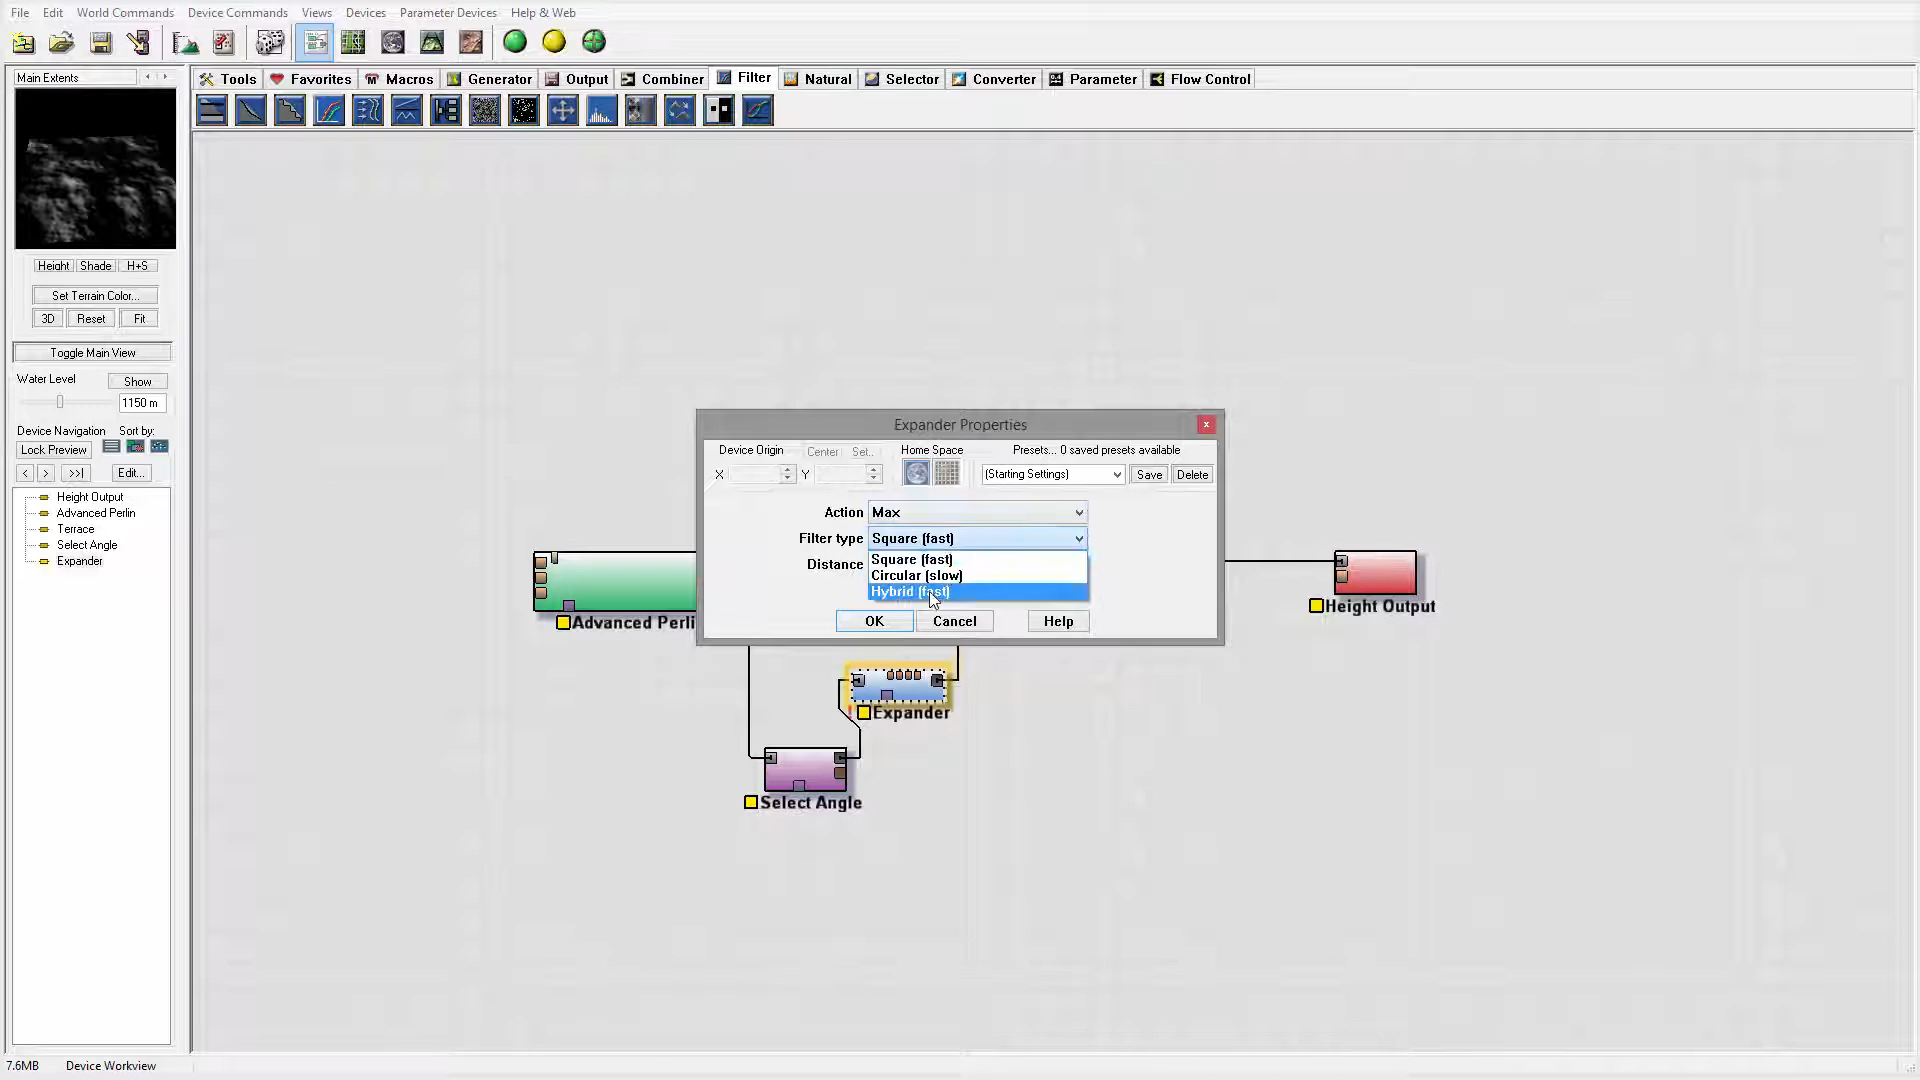 File Edit World Commands Device Commands Views Devices Parameter Devices Help & Web
Main Extents
Tools Favorites Macros Generator Output Combiner Filter Natural Selector Converter Parameter Flow Control
Height Shade H+S
Set Terrain Color...
3D Reset Fit
Toggle Main View
Water Level Show
1150 m
Device Navigation Sort by:
Lock Preview
< > >>| Edit...
Height Output
Advanced Perlin
Terrace
Select Angle
Expander
Expander Properties
Device Origin Center Set... Home Space Presets... 0 saved presets available
X Y (Starting Settings) Save Delete
Action Max
Filter type Square (fast)
Distance
Square (fast)
Circular (slow)
Hybrid (fast)
OK Cancel Help
Advanced Perli
Height Output
Expander
Select Angle
7.6MB Device Workview